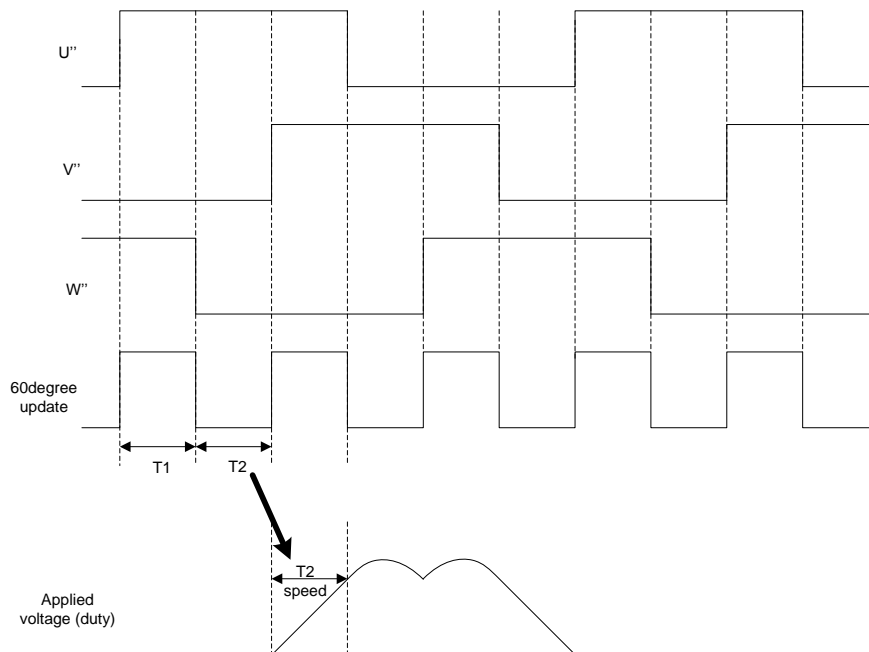 U''
V''
W''
60degree
update
T1
T2
T2
speed
Applied
voltage (duty)